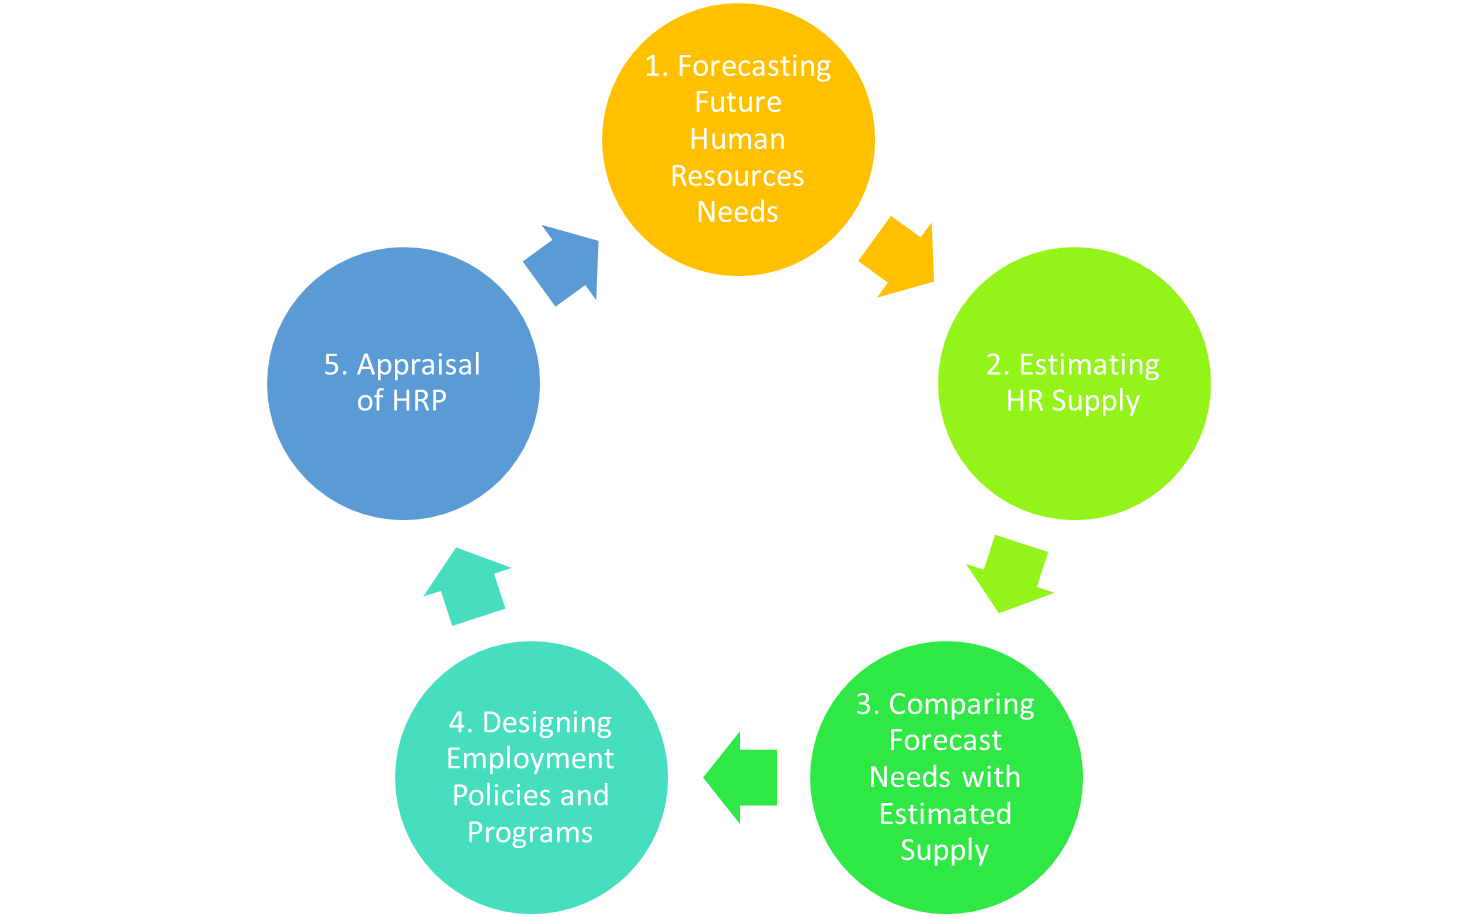 1. Forecasting
Future
Human
Resources
Needs
2. Estimating
HR Supply
3. Comparing
Forecast
Needs with
Estimated
Supply
4. Designing
Employment
Policies and
Programs
5. Appraisal
of HRP